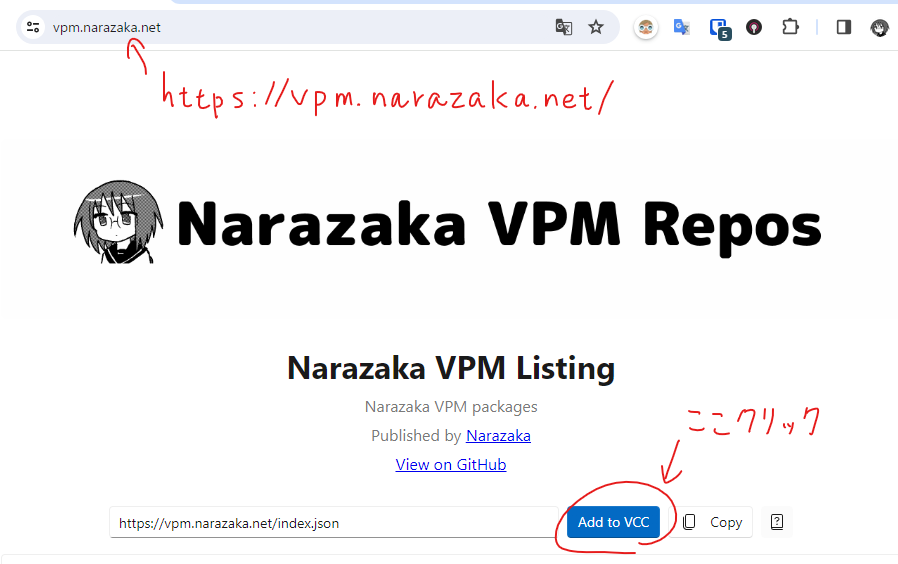 vpm.narazaka.net
5
https://vpm.narazaka.net/
Narazaka VPM Repos
Narazaka VPM Listing
Narazaka VPM packages
Published by Narazaka
View on GitHub
ここクリック
https://vpm.narazaka.net/index.json
Add to VCC
Copy